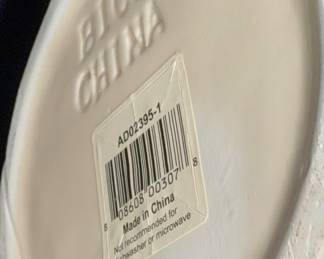 CHINA
AD02395-1
8 08608 00307 8
Made in China
Not recommended for
dishwasher or microwave